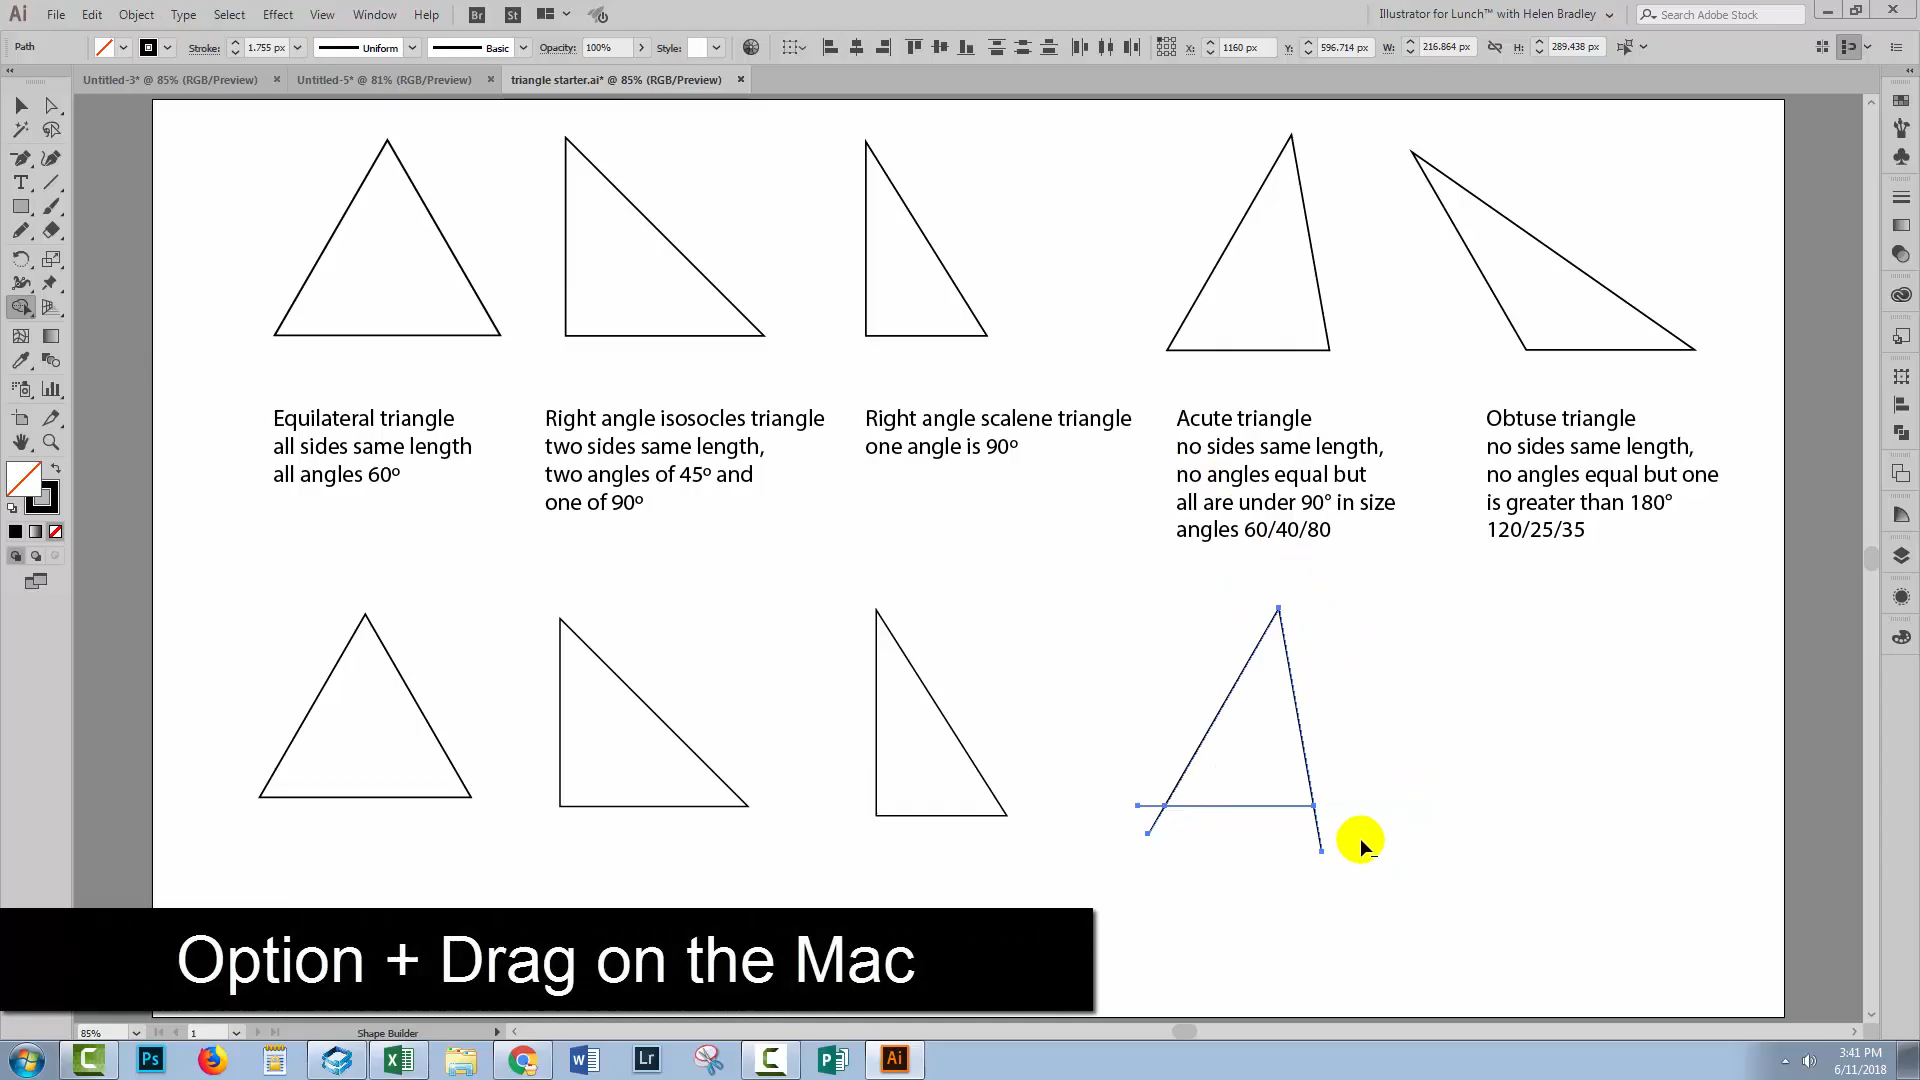 Ai File Edit Object Type Select Effect View Window Help Br St Illustrator for Lunch™ with Helen Bradley Search Adobe Stock
Path Stroke: 1.755 px Uniform Basic Opacity: 100% Style: X: 1160 px Y: 596.714 px W: 216.864 px H: 289.438 px
Untitled-3* @ 85% (RGB/Preview) Untitled-5* @ 81% (RGB/Preview) triangle starter.ai* @ 85% (RGB/Preview)
Equilateral triangle
all sides same length
all angles 60º
Right angle isosocles triangle
two sides same length,
two angles of 45º and
one of 90º
Right angle scalene triangle
one angle is 90º
Acute triangle
no sides same length,
no angles equal but
all are under 90° in size
angles 60/40/80
Obtuse triangle
no sides same length,
no angles equal but one
is greater than 180°
120/25/35
Option + Drag on the Mac
85% 1 Shape Builder
Ps Lr Ai
3:41 PM
6/11/2018